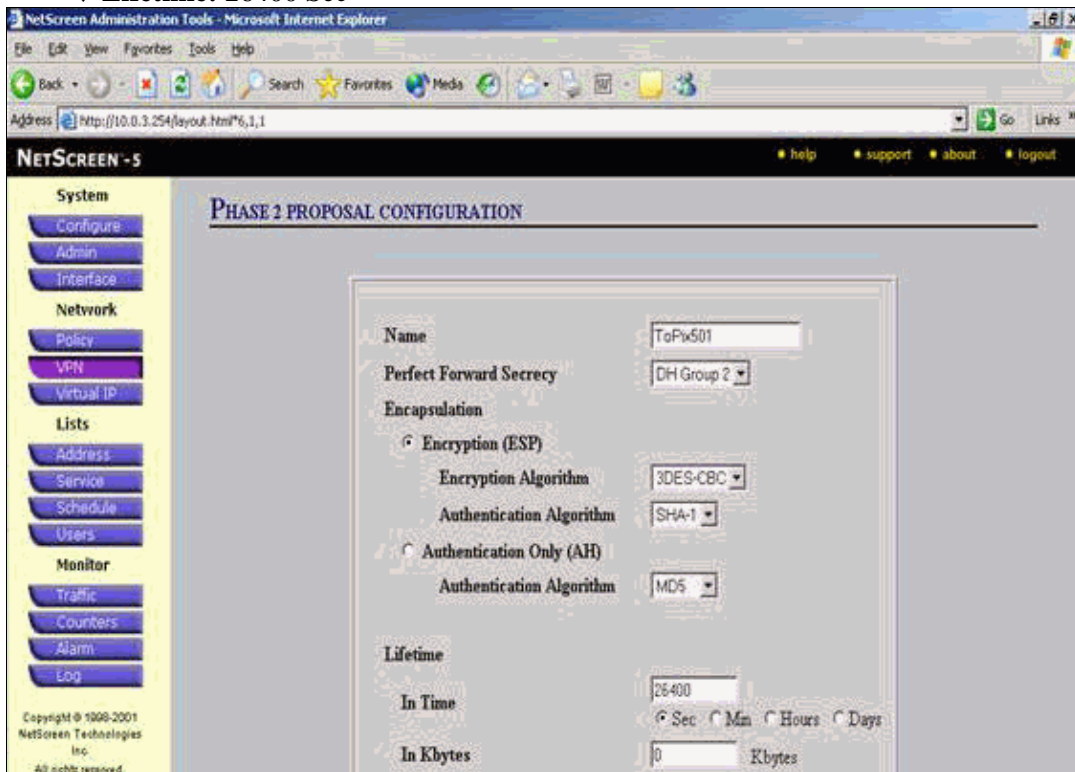 NetScreen Administration Tools - Microsoft Internet Explorer
File Edit View Favorites Tools Help
Back Search Favorites Media
Address http://10.0.3.254/layout.html*6,1,1 Go Links »
NETSCREEN-5 help support about logout
System
Configure
Admin
Interface
Network
Policy
VPN
Virtual IP
Lists
Address
Service
Schedule
Users
Monitor
Traffic
Counters
Alarm
Log
Copyright © 1998-2001
NetScreen Technologies
Inc.
All rights reserved.
PHASE 2 PROPOSAL CONFIGURATION
Name ToPix501
Perfect Forward Secrecy DH Group 2
Encapsulation
Encryption (ESP)
Encryption Algorithm 3DES-CBC
Authentication Algorithm SHA-1
Authentication Only (AH)
Authentication Algorithm MD5
Lifetime
In Time 26400
Sec Min Hours Days
In Kbytes 0 Kbytes